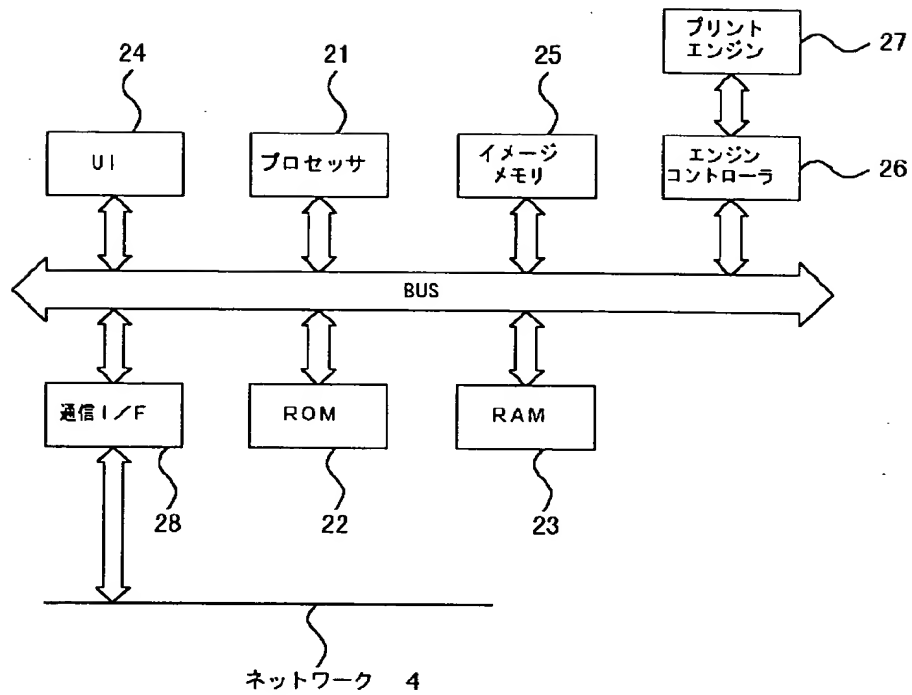 プリント
エンジン
27
24
21
25
UI
プロセッサ
イメージ
メモリ
エンジン
コントローラ
26
BUS
通信I/F
ROM
RAM
28
22
23
ネットワーク 4